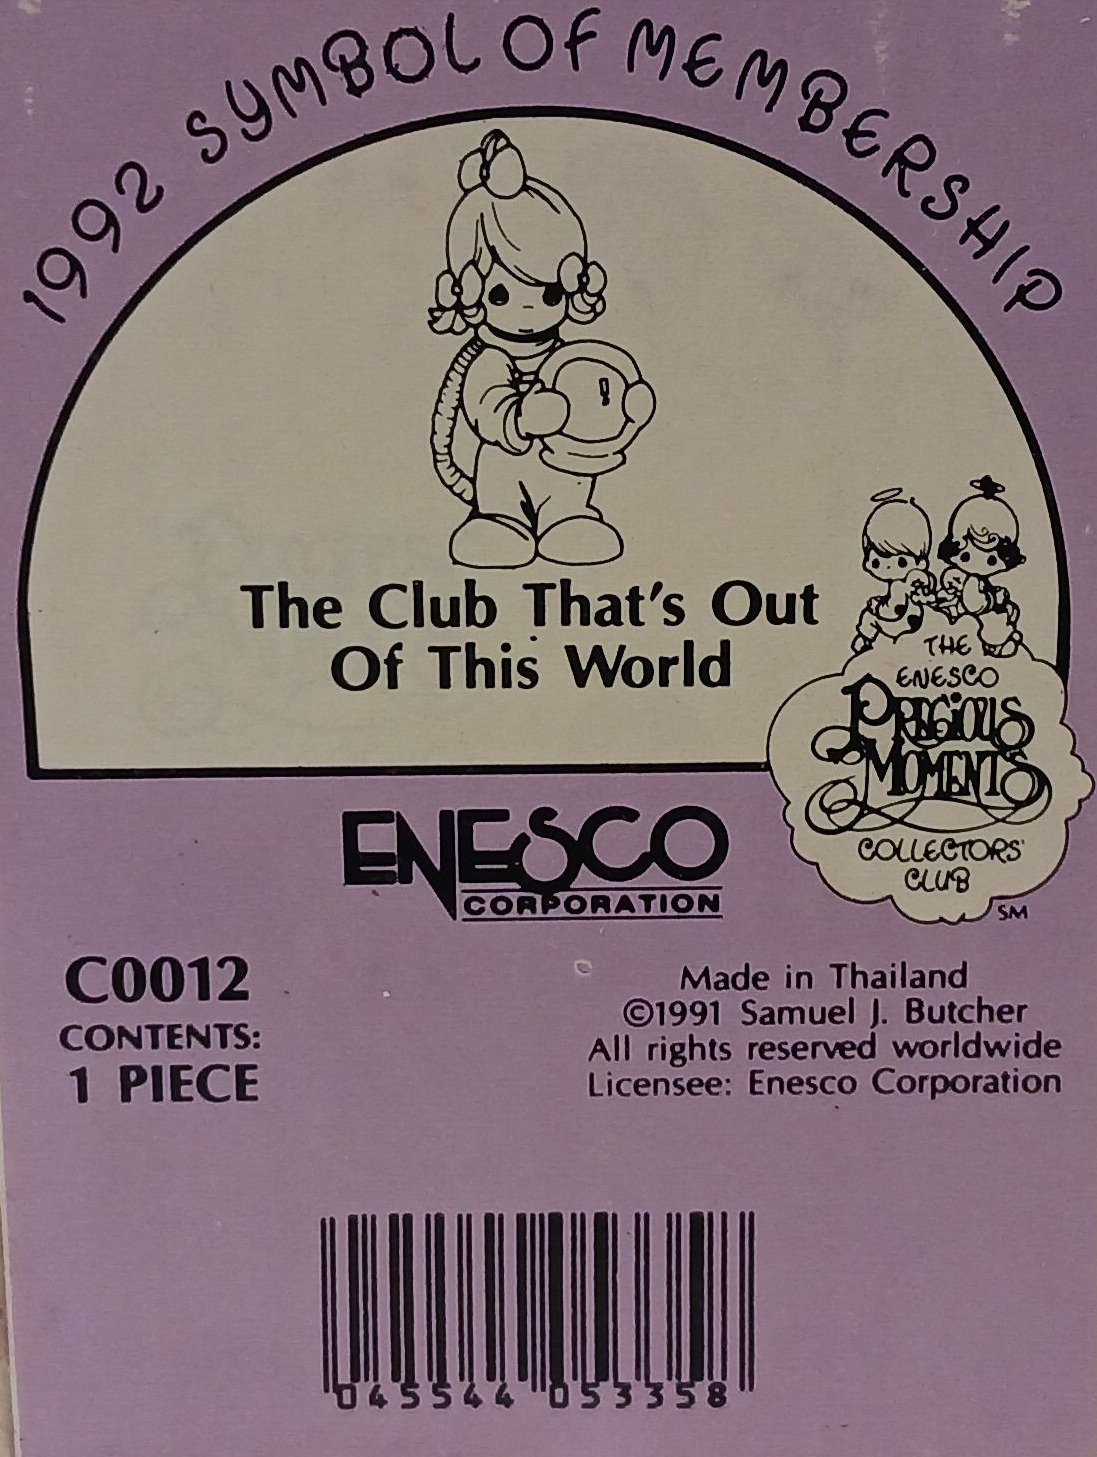 1992 SYMBOL OF MEMBERSHIP
The Club That's Out
Of This World
THE
ENESCO
PRECIOUS
MOMENTS
COLLECTORS'
CLUB
SM
ENESCO
CORPORATION
C0012
CONTENTS:
1 PIECE
Made in Thailand
©1991 Samuel J. Butcher
All rights reserved worldwide
Licensee: Enesco Corporation
045544 053358